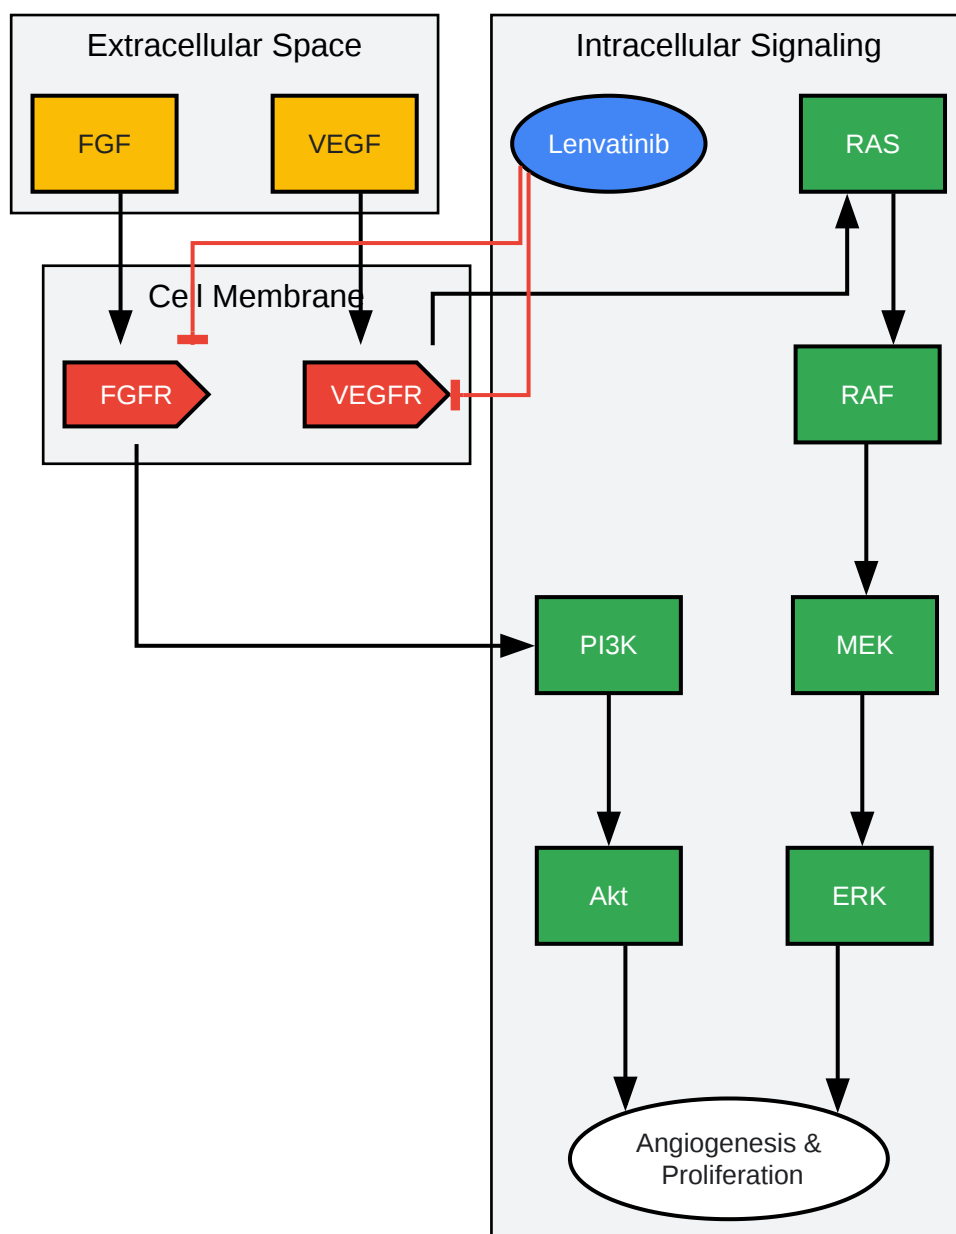 Extracellular Space
Intracellular Signaling
FGF
VEGF
Lenvatinib
RAS
Cell Membrane
FGFR
VEGFR
RAF
PI3K
MEK
Akt
ERK
Angiogenesis &
Proliferation